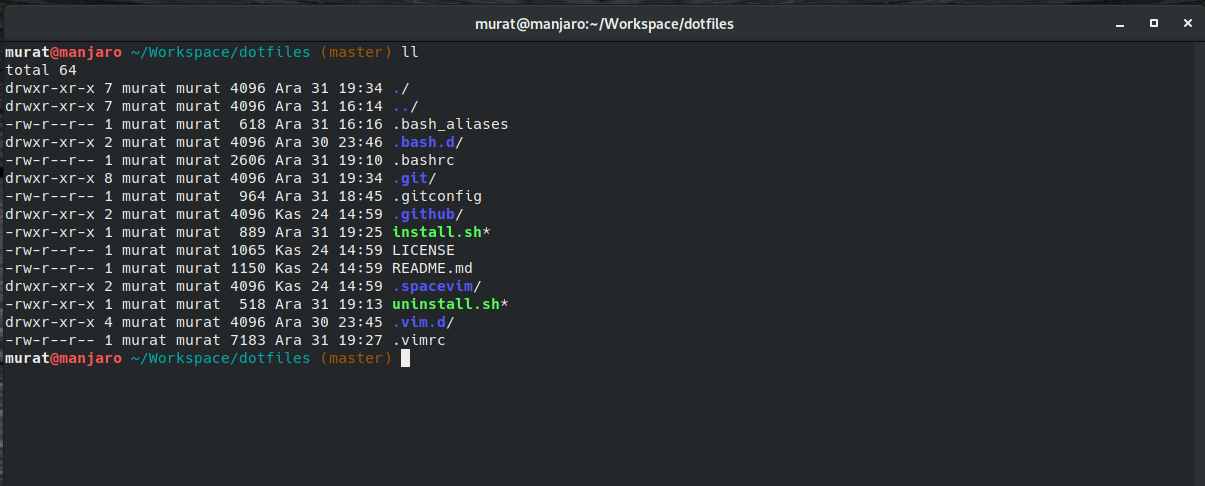 murat@manjaro:~/Workspace/dotfiles
murat@manjaro ~/Workspace/dotfiles (master) ll
total 64
drwxr-xr-x 7 murat murat 4096 Ara 31 19:34 ./
drwxr-xr-x 7 murat murat 4096 Ara 31 16:14 ../
-rw-r--r-- 1 murat murat  618 Ara 31 16:16 .bash_aliases
drwxr-xr-x 2 murat murat 4096 Ara 30 23:46 .bash.d/
-rw-r--r-- 1 murat murat 2606 Ara 31 19:10 .bashrc
drwxr-xr-x 8 murat murat 4096 Ara 31 19:34 .git/
-rw-r--r-- 1 murat murat  964 Ara 31 18:45 .gitconfig
drwxr-xr-x 2 murat murat 4096 Kas 24 14:59 .github/
-rwxr-xr-x 1 murat murat  889 Ara 31 19:25 install.sh*
-rw-r--r-- 1 murat murat 1065 Kas 24 14:59 LICENSE
-rw-r--r-- 1 murat murat 1150 Kas 24 14:59 README.md
drwxr-xr-x 2 murat murat 4096 Kas 24 14:59 .spacevim/
-rwxr-xr-x 1 murat murat  518 Ara 31 19:13 uninstall.sh*
drwxr-xr-x 4 murat murat 4096 Ara 30 23:45 .vim.d/
-rw-r--r-- 1 murat murat 7183 Ara 31 19:27 .vimrc
murat@manjaro ~/Workspace/dotfiles (master)